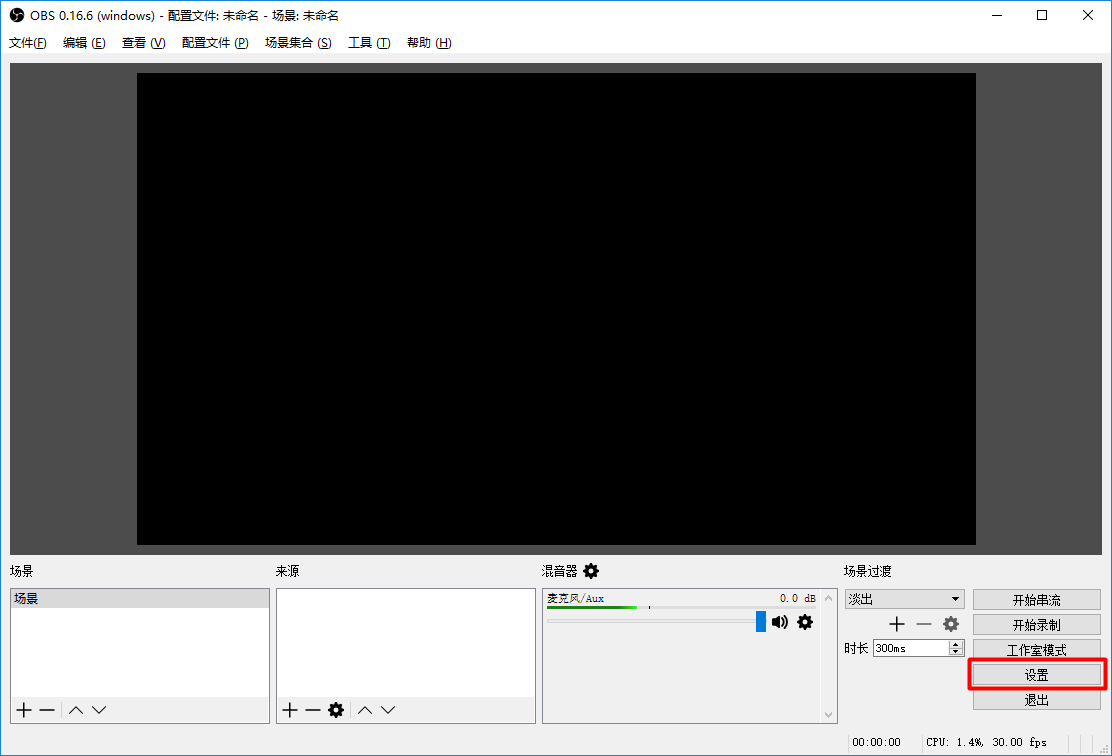 OBS 0.16.6 (windows) - 配置文件: 未命名 - 场景: 未命名
文件(F) 编辑 (E) 查看 (V) 配置文件 (P) 场景集合 (S) 工具 (T) 帮助 (H)
场景 来源 混音器 场景过渡
场景
麦克风/Aux 0.0 dB
淡出
时长 300ms
开始串流
开始录制
工作室模式
设置
退出
00:00:00 CPU: 1.4%, 30.00 fps